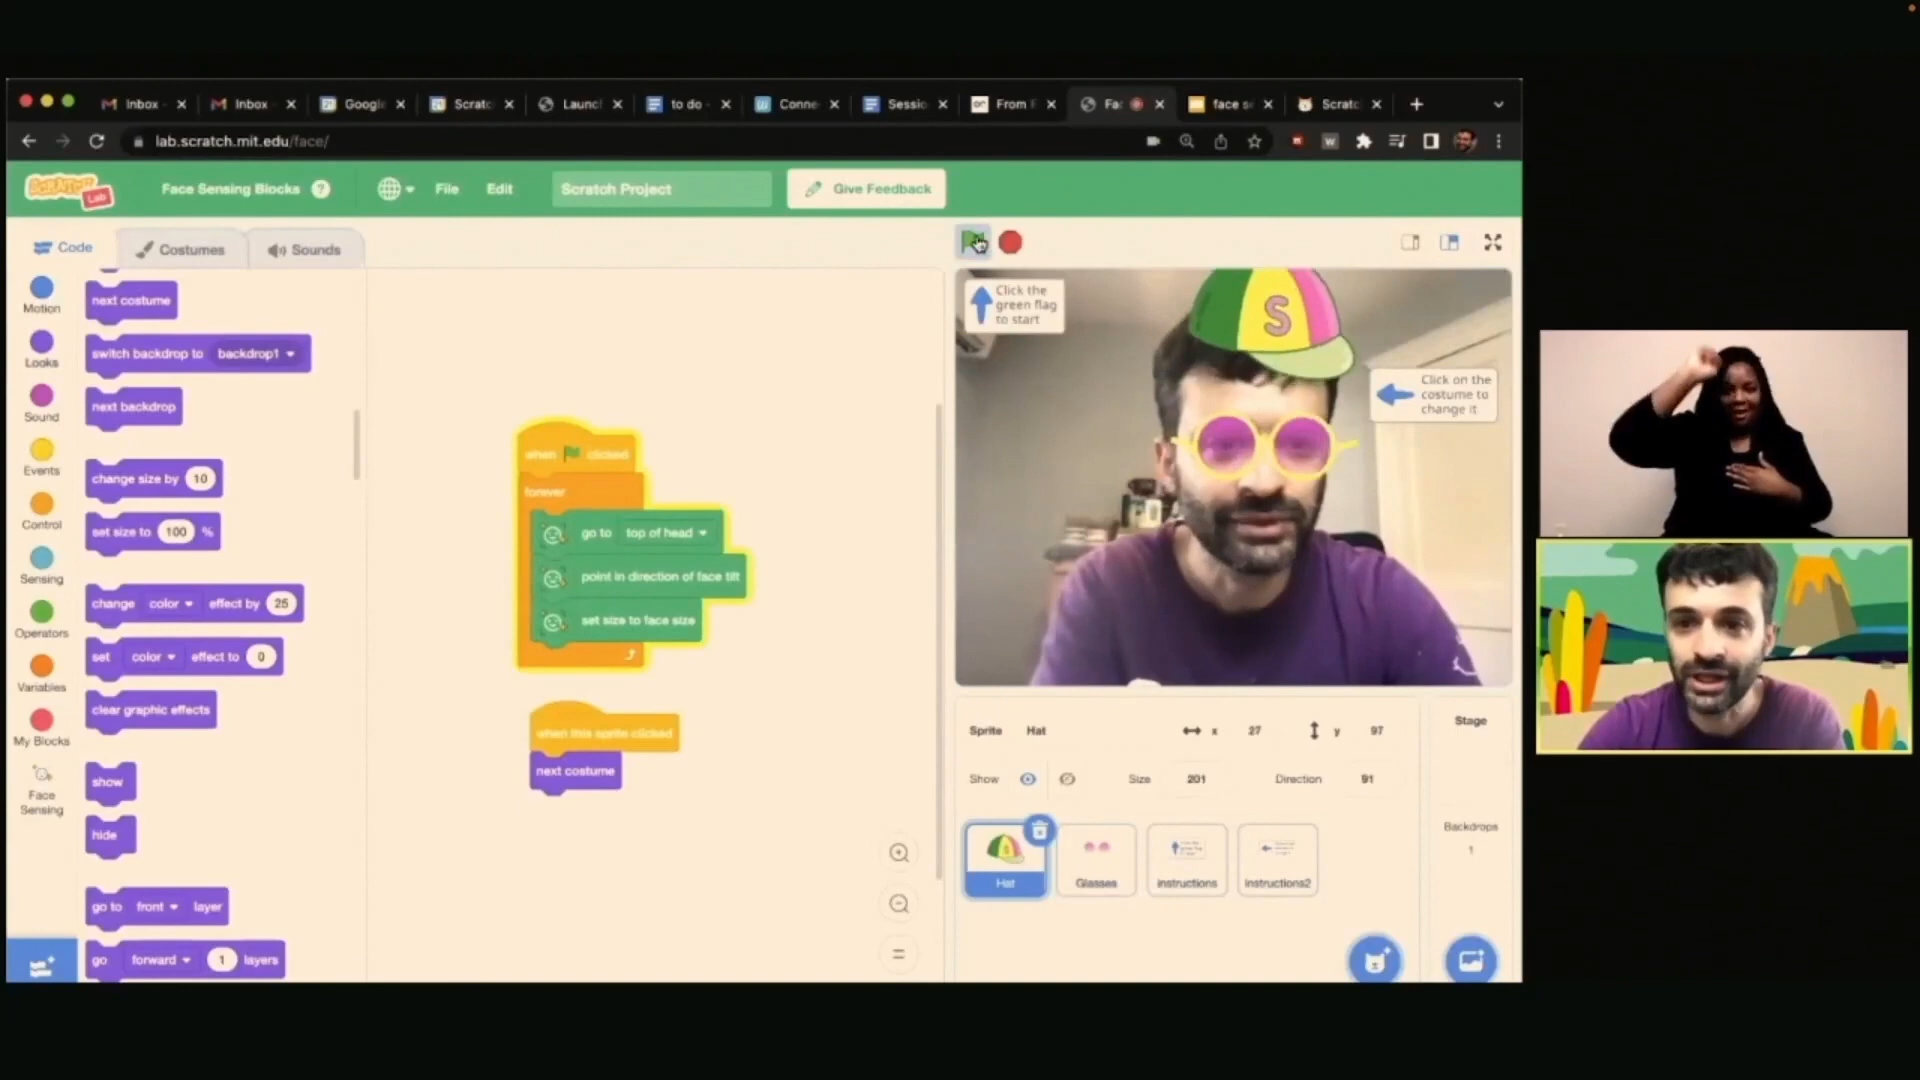 Inbox
Inbox
Google
Scratc
Launcl
to do
Conne
Sessio
From F
Fa
face s
Scratc
lab.scratch.mit.edu/face/
SCRATCH
Lab
Face Sensing Blocks ?
File
Edit
Scratch Project
Give Feedback
Code
Costumes
Sounds
Motion
Looks
Sound
Events
Control
Sensing
Operators
Variables
My Blocks
Face
Sensing
next costume
switch backdrop to backdrop1
next backdrop
change size by 10
set size to 100 %
change color effect by 25
set color effect to 0
clear graphic effects
show
hide
go to front layer
go forward 1 layers
when clicked
forever
go to top of head
point in direction of face tilt
set size to face size
when this sprite clicked
next costume
Click the
green flag
to start
S
Click on the
costume to
change it
Sprite Hat x 27 y 97
Show Size 201 Direction 91
Hat
Glasses
instructions
instructions2
Stage
Backdrops
1